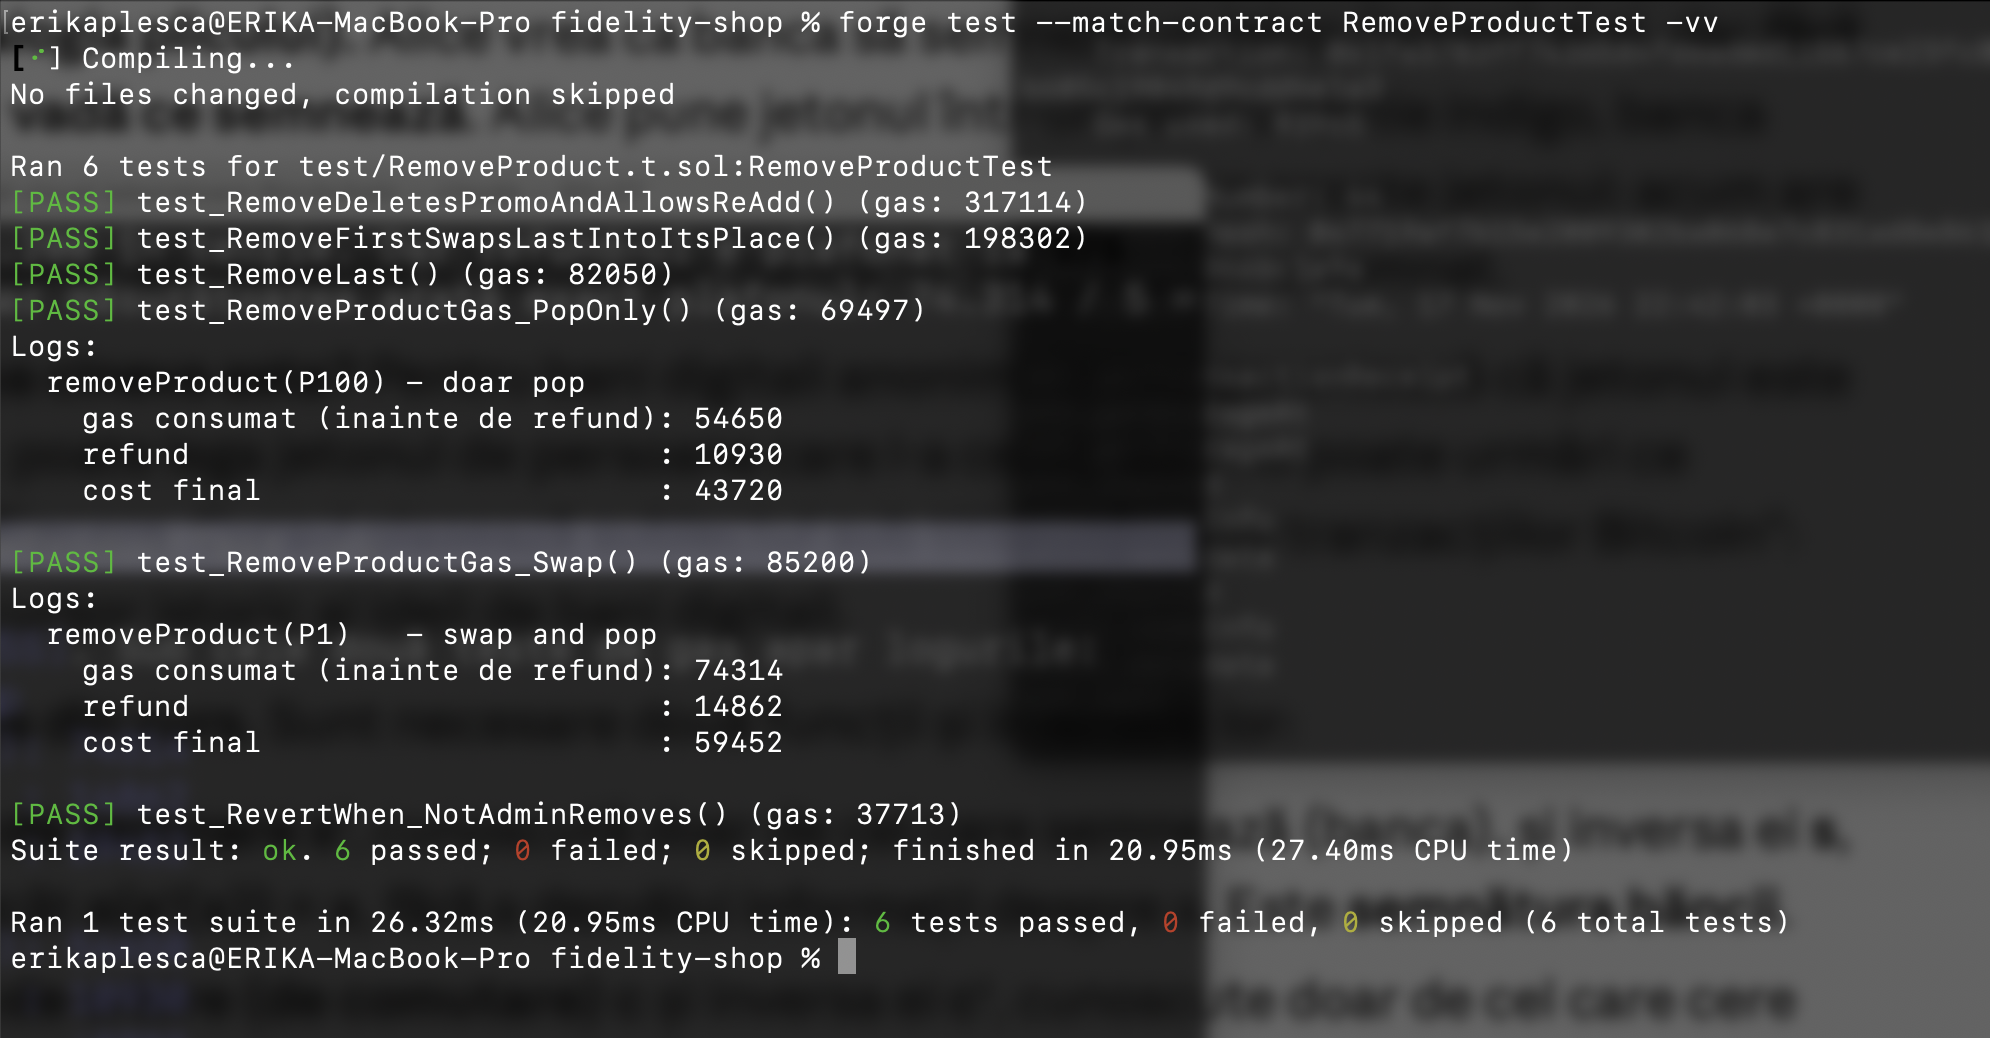 erikaplesca@ERIKA-MacBook-Pro fidelity-shop % forge test --match-contract RemoveProductTest -vv
[⠊] Compiling...
No files changed, compilation skipped

Ran 6 tests for test/RemoveProduct.t.sol:RemoveProductTest
[PASS] test_RemoveDeletesPromoAndAllowsReAdd() (gas: 317114)
[PASS] test_RemoveFirstSwapsLastIntoItsPlace() (gas: 198302)
[PASS] test_RemoveLast() (gas: 82050)
[PASS] test_RemoveProductGas_PopOnly() (gas: 69497)
Logs:
  removeProduct(P100) - doar pop
    gas consumat (inainte de refund): 54650
    refund                          : 10930
    cost final                      : 43720

[PASS] test_RemoveProductGas_Swap() (gas: 85200)
Logs:
  removeProduct(P1)   - swap and pop
    gas consumat (inainte de refund): 74314
    refund                          : 14862
    cost final                      : 59452

[PASS] test_RevertWhen_NotAdminRemoves() (gas: 37713)
Suite result: ok. 6 passed; 0 failed; 0 skipped; finished in 20.95ms (27.40ms CPU time)

Ran 1 test suite in 26.32ms (20.95ms CPU time): 6 tests passed, 0 failed, 0 skipped (6 total tests)
erikaplesca@ERIKA-MacBook-Pro fidelity-shop %